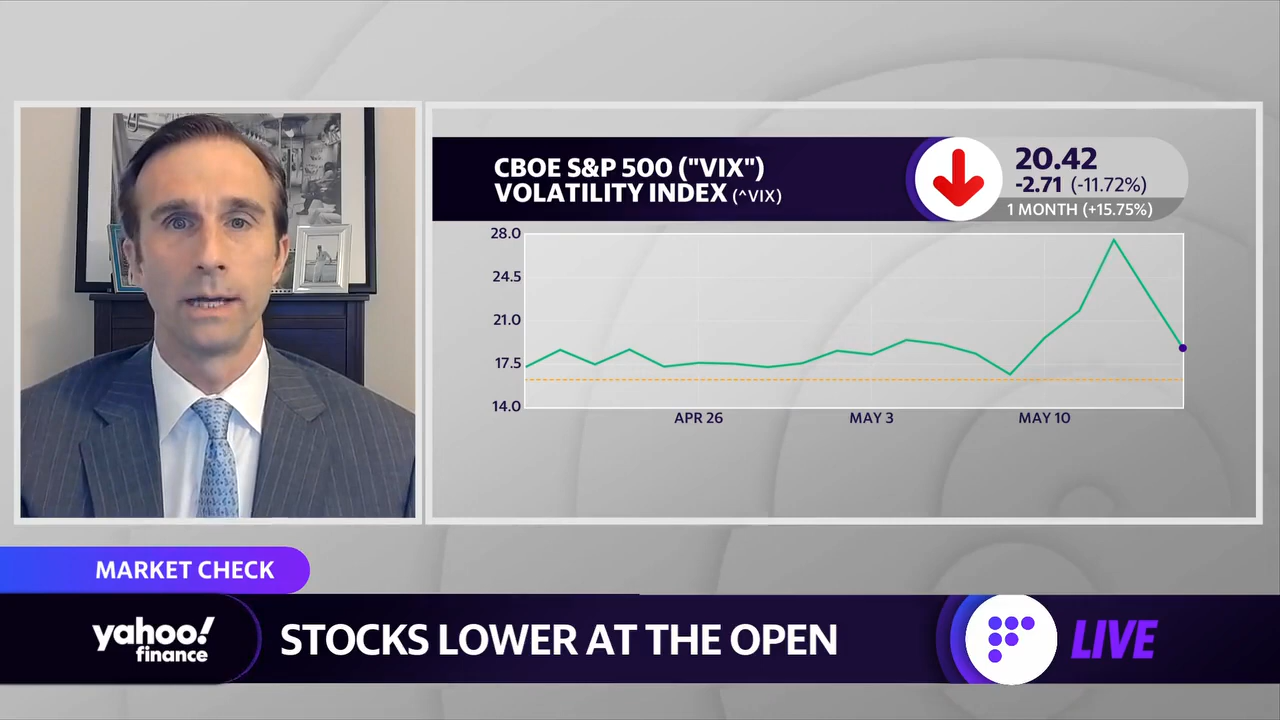 CBOE S&P 500 ("VIX")
VOLATILITY INDEX (^VIX)
20.42
-2.71 (-11.72%)
1 MONTH (+15.75%)
28.0
24.5
21.0
17.5
14.0
APR 26
MAY 3
MAY 10
MARKET CHECK
yahoo!
finance
STOCKS LOWER AT THE OPEN
LIVE